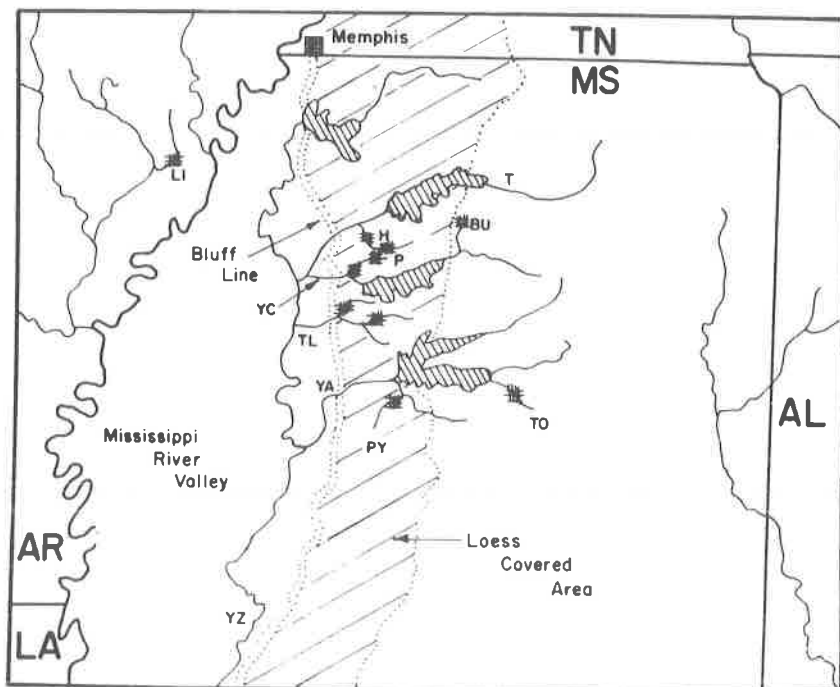 Memphis
TN
MS
LI
T
H
BU
P
Bluff
Line
YC
TL
YA
TO
PY
Mississippi
River
Valley
AL
AR
Loess
Covered
Area
YZ
LA